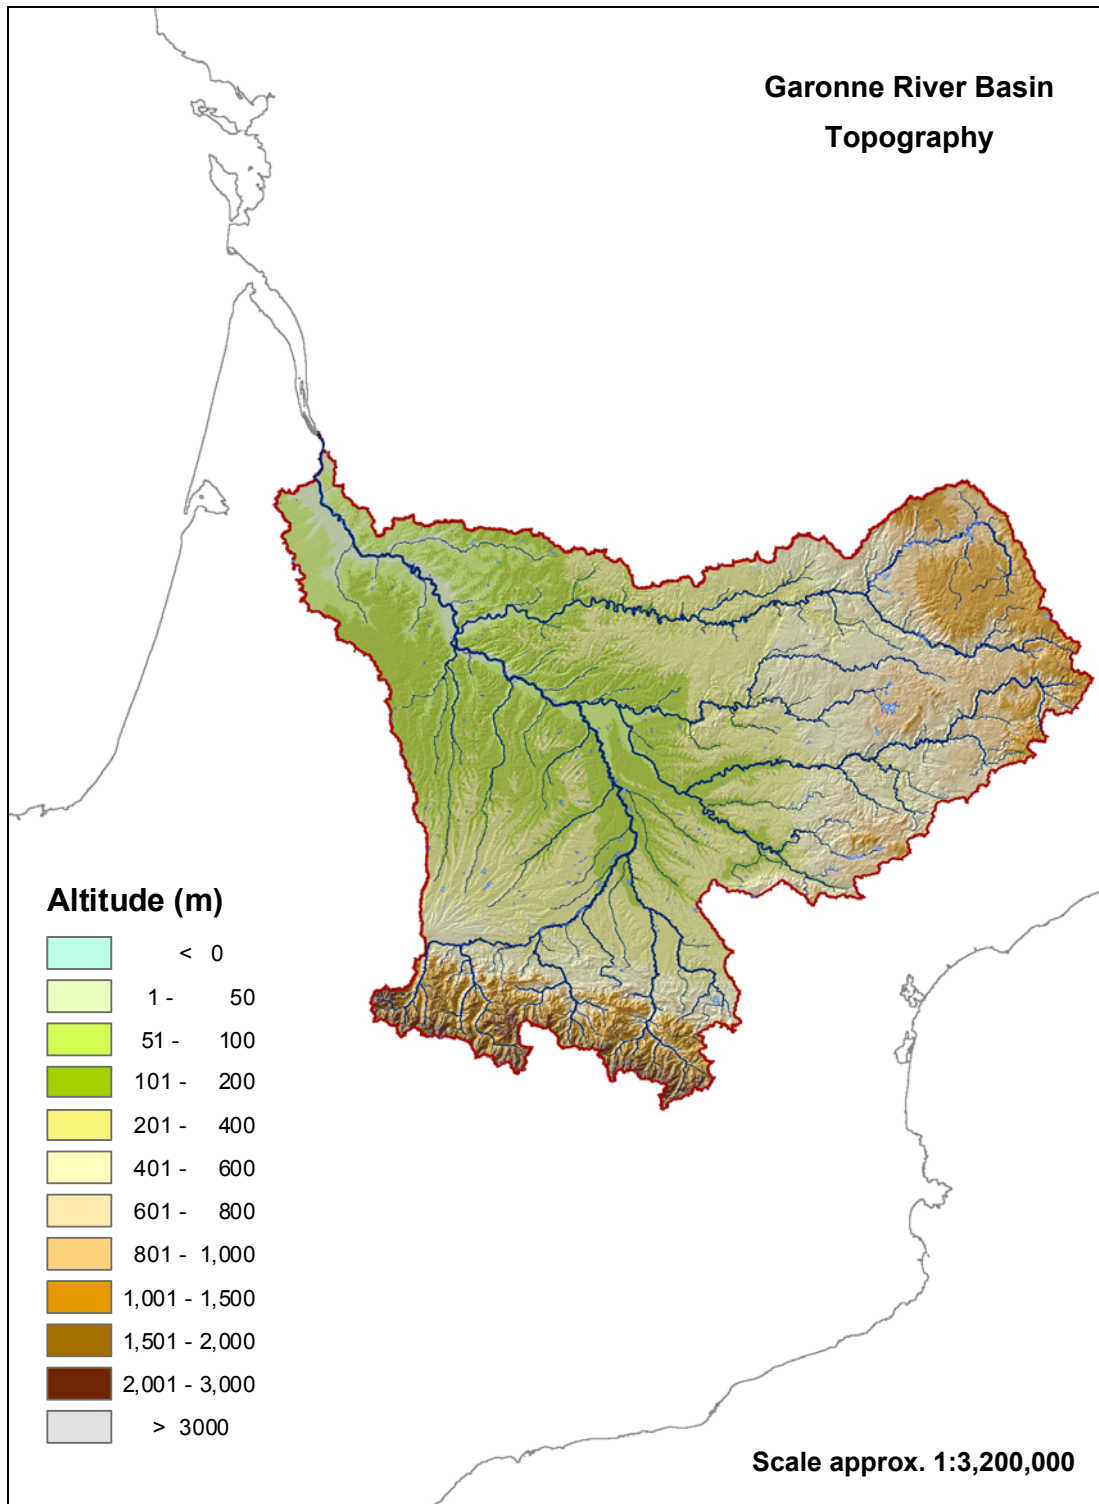 Garonne River Basin
Topography
Altitude (m)
< 0
1 - 50
51 - 100
101 - 200
201 - 400
401 - 600
601 - 800
801 - 1,000
1,001 - 1,500
1,501 - 2,000
2,001 - 3,000
> 3000
Scale approx. 1:3,200,000